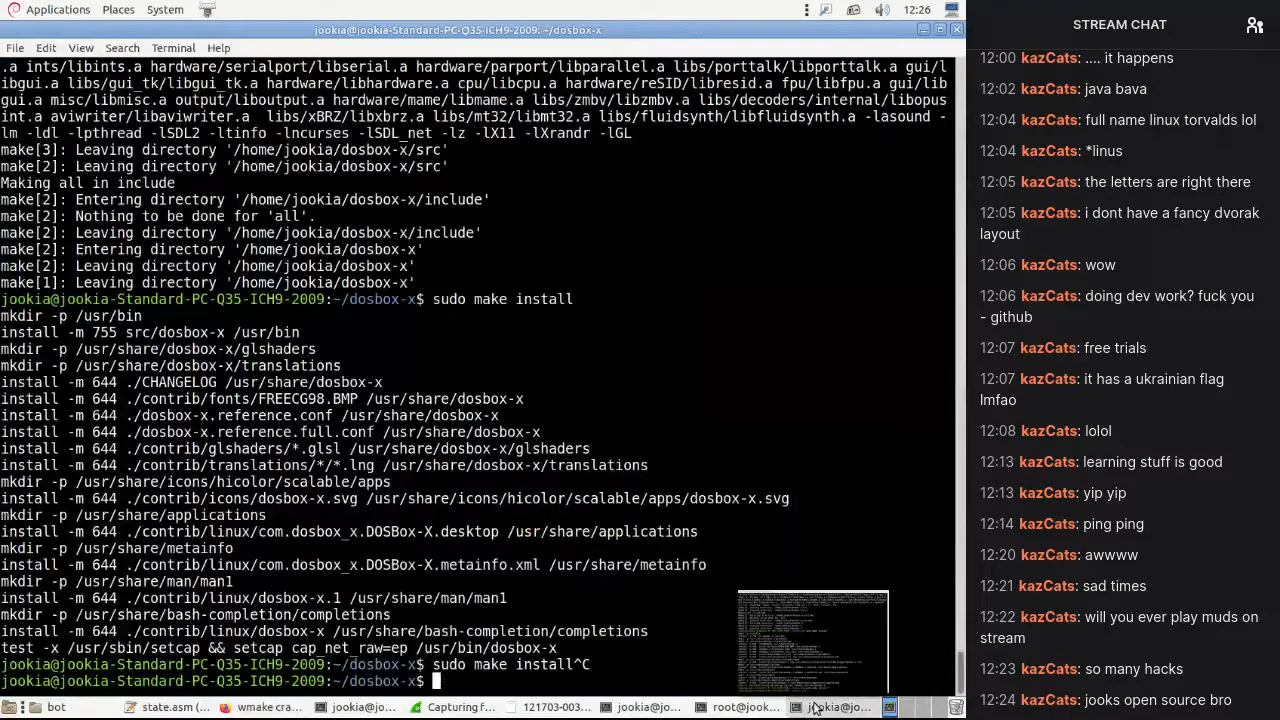 Applications Places System 12:26
jookia@jookia-Standard-PC-Q35-ICH9-2009: ~/dosbox-x
File Edit View Search Terminal Help
.a ints/libints.a hardware/serialport/libserial.a hardware/parport/libparallel.a libs/porttalk/libporttalk.a gui/l
ibgui.a libs/gui_tk/libgui_tk.a hardware/libhardware.a cpu/libcpu.a hardware/reSID/libresid.a fpu/libfpu.a gui/lib
gui.a misc/libmisc.a output/liboutput.a hardware/mame/libmame.a libs/zmbv/libzmbv.a libs/decoders/internal/libopus
int.a aviwriter/libaviwriter.a  libs/xBRZ/libxbrz.a libs/mt32/libmt32.a libs/fluidsynth/libfluidsynth.a -lasound -
lm -ldl -lpthread -lSDL2 -ltinfo -lncurses -lSDL_net -lz -lX11 -lXrandr -lGL
make[3]: Leaving directory '/home/jookia/dosbox-x/src'
make[2]: Leaving directory '/home/jookia/dosbox-x/src'
Making all in include
make[2]: Entering directory '/home/jookia/dosbox-x/include'
make[2]: Nothing to be done for 'all'.
make[2]: Leaving directory '/home/jookia/dosbox-x/include'
make[2]: Entering directory '/home/jookia/dosbox-x'
make[2]: Leaving directory '/home/jookia/dosbox-x'
make[1]: Leaving directory '/home/jookia/dosbox-x'
jookia@jookia-Standard-PC-Q35-ICH9-2009:~/dosbox-x$ sudo make install
mkdir -p /usr/bin
install -m 755 src/dosbox-x /usr/bin
mkdir -p /usr/share/dosbox-x/glshaders
mkdir -p /usr/share/dosbox-x/translations
install -m 644 ./CHANGELOG /usr/share/dosbox-x
install -m 644 ./contrib/fonts/FREECG98.BMP /usr/share/dosbox-x
install -m 644 ./dosbox-x.reference.conf /usr/share/dosbox-x
install -m 644 ./dosbox-x.reference.full.conf /usr/share/dosbox-x
install -m 644 ./contrib/glshaders/*.glsl /usr/share/dosbox-x/glshaders
install -m 644 ./contrib/translations/*/*.lng /usr/share/dosbox-x/translations
mkdir -p /usr/share/icons/hicolor/scalable/apps
install -m 644 ./contrib/icons/dosbox-x.svg /usr/share/icons/hicolor/scalable/apps/dosbox-x.svg
mkdir -p /usr/share/applications
install -m 644 ./contrib/linux/com.dosbox_x.DOSBox-X.desktop /usr/share/applications
mkdir -p /usr/share/metainfo
install -m 644 ./contrib/linux/com.dosbox_x.DOSBox-X.metainfo.xml /usr/share/metainfo
mkdir -p /usr/share/man/man1
install -m 644 ./contrib/linux/dosbox-x.1 /usr/share/man/man1
mkdir -p /usr/share/bash-completion/completions
install -m 644 ./contrib/linux/dosbox-x /usr/share/bash-completion/completions
setcap cap_net_raw+ep /usr/bin/dosbox-x
jookia@jookia-Standard-PC-Q35-ICH9-2009:~/dosbox-x$ sudo make install^C
jookia@jookia-Standard-PC-Q35-ICH9-2009:~/dosbox-x$
state.am(...
wmcore cra...
jookia@jo...
Capturing f...
121703-003...
jookia@jo...
root@jook...
jookia@jo...
STREAM CHAT
12:00 kazCats: .... it happens
12:02 kazCats: java bava
12:04 kazCats: full name linux torvalds lol
12:04 kazCats: *linus
12:05 kazCats: the letters are right there
12:05 kazCats: i dont have a fancy dvorak
layout
12:06 kazCats: wow
12:06 kazCats: doing dev work? fuck you
- github
12:07 kazCats: free trials
12:07 kazCats: it has a ukrainian flag
lmfao
12:08 kazCats: lolol
12:13 kazCats: learning stuff is good
12:13 kazCats: yip yip
12:14 kazCats: ping ping
12:20 kazCats: awwww
12:21 kazCats: sad times
kazCats: will never play games on
stream
kazCats: very happy
12:24 kazCats: jooks open source bro